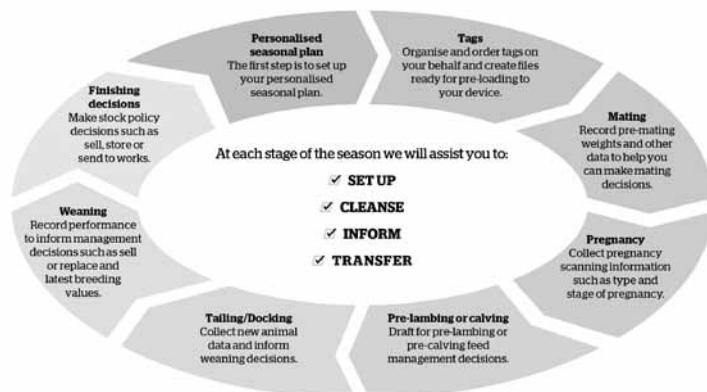 Personalised
seasonal plan
The first step is to set up
your personalised
seasonal plan.
Tags
Organise and order tags on
your behalf and create files
ready for pre-loading to
your device.
Mating
Record pre-mating
weights and other
data to help you
can make mating
decisions.
Pregnancy
Collect pregnancy
scanning information
such as type and
stage of pregnancy.
Pre-lambing or calving
Draft for pre-lambing or
pre-calving feed
management decisions.
Tailing/Docking
Collect new animal
data and inform
weaning decisions.
Weaning
Record performance
to inform management
decisions such as sell
or replace and
latest breeding
values.
Finishing
decisions
Make stock policy
decisions such as
sell, store or
send to works.
At each stage of the season we will assist you to:
✓ SET UP
✓ CLEANSE
✓ INFORM
✓ TRANSFER